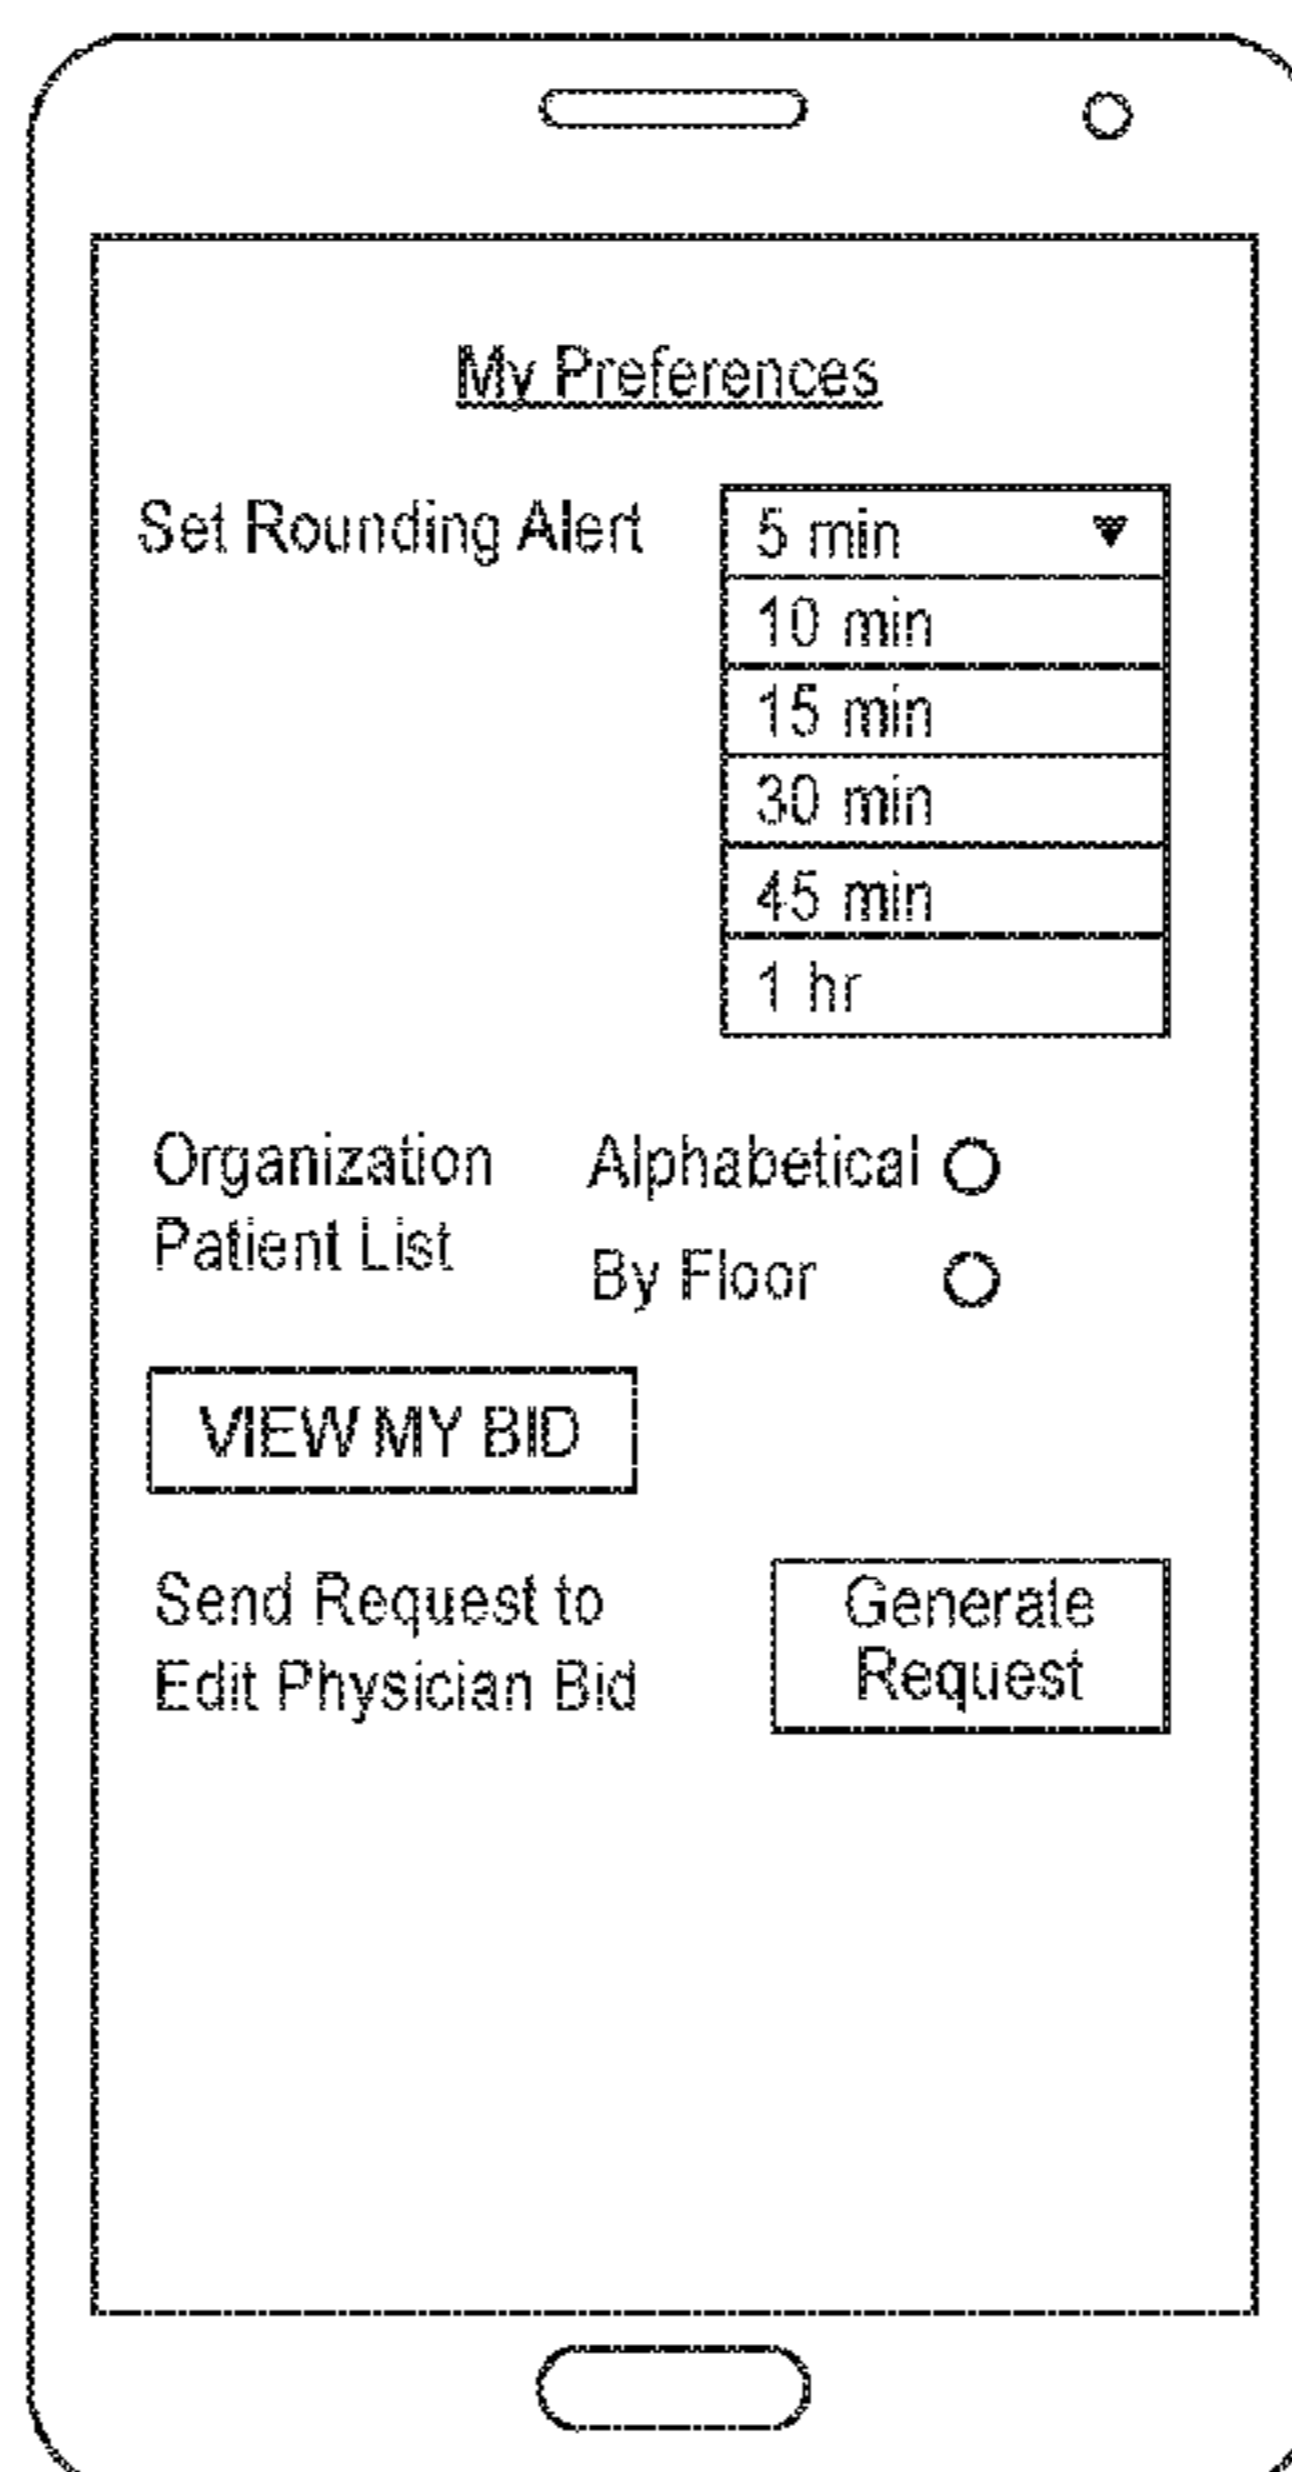 My Preferences
Set Rounding Alert
5 min
10 min
15 min
30 min
45 min
1 hr
Organization
Patient List
Alphabetical
By Floor
VIEW MY BID
Send Request to
Edit Physician Bid
Generate
Request